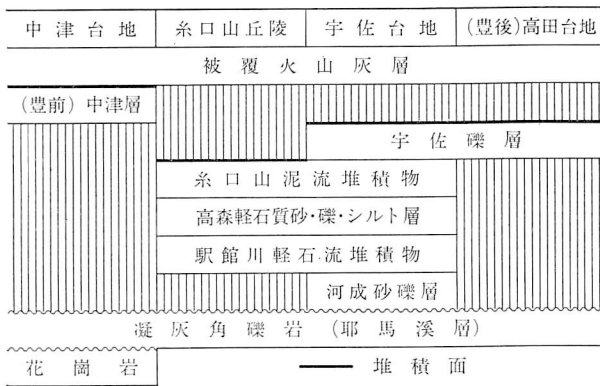 中津台地 糸口山丘陵 宇佐台地 (豊後)高田台地
被覆火山灰層
(豊前)中津層
宇佐礫層
糸口山泥流堆積物
高森軽石質砂・礫・シルト層
駅館川軽石流堆積物
河成砂礫層
凝灰角礫岩(耶馬溪層)
花崗岩 堆積面